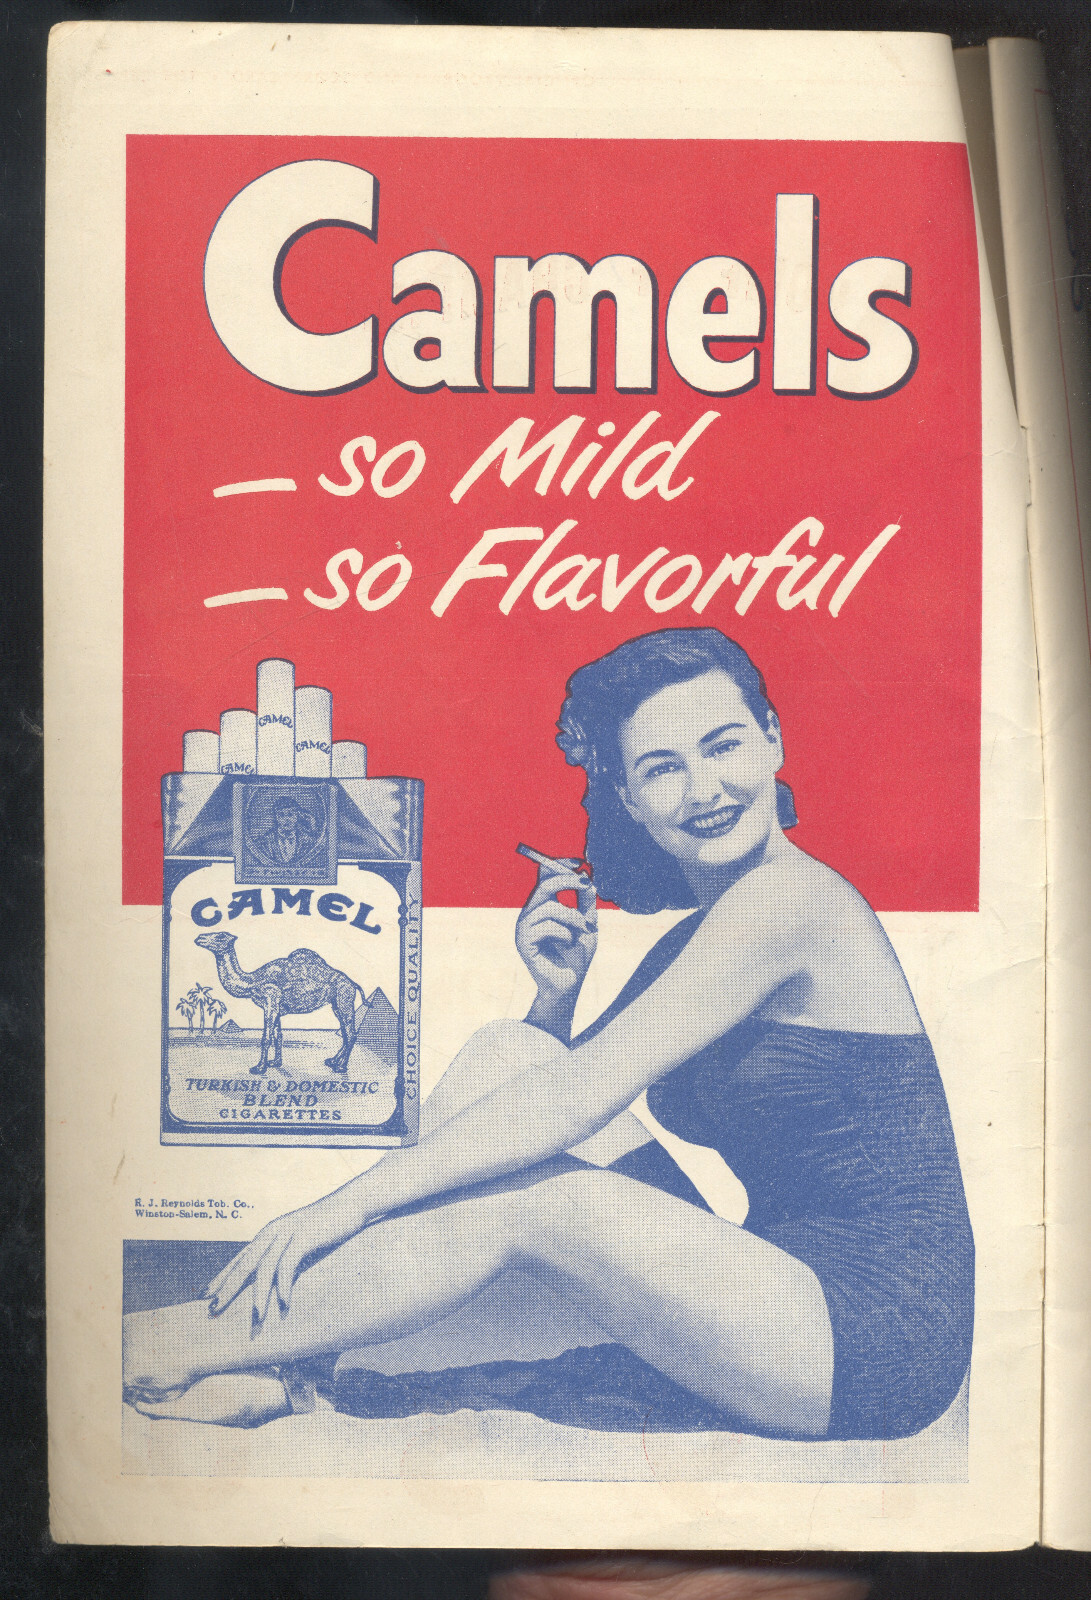 Camels
— so Mild
— so Flavorful
CAMEL
CAMEL
CAMEL
CAMEL
CHOICE QUALITY
TURKISH & DOMESTIC
BLEND
CIGARETTES
R. J. Reynolds Tob. Co.,
Winston-Salem, N. C.